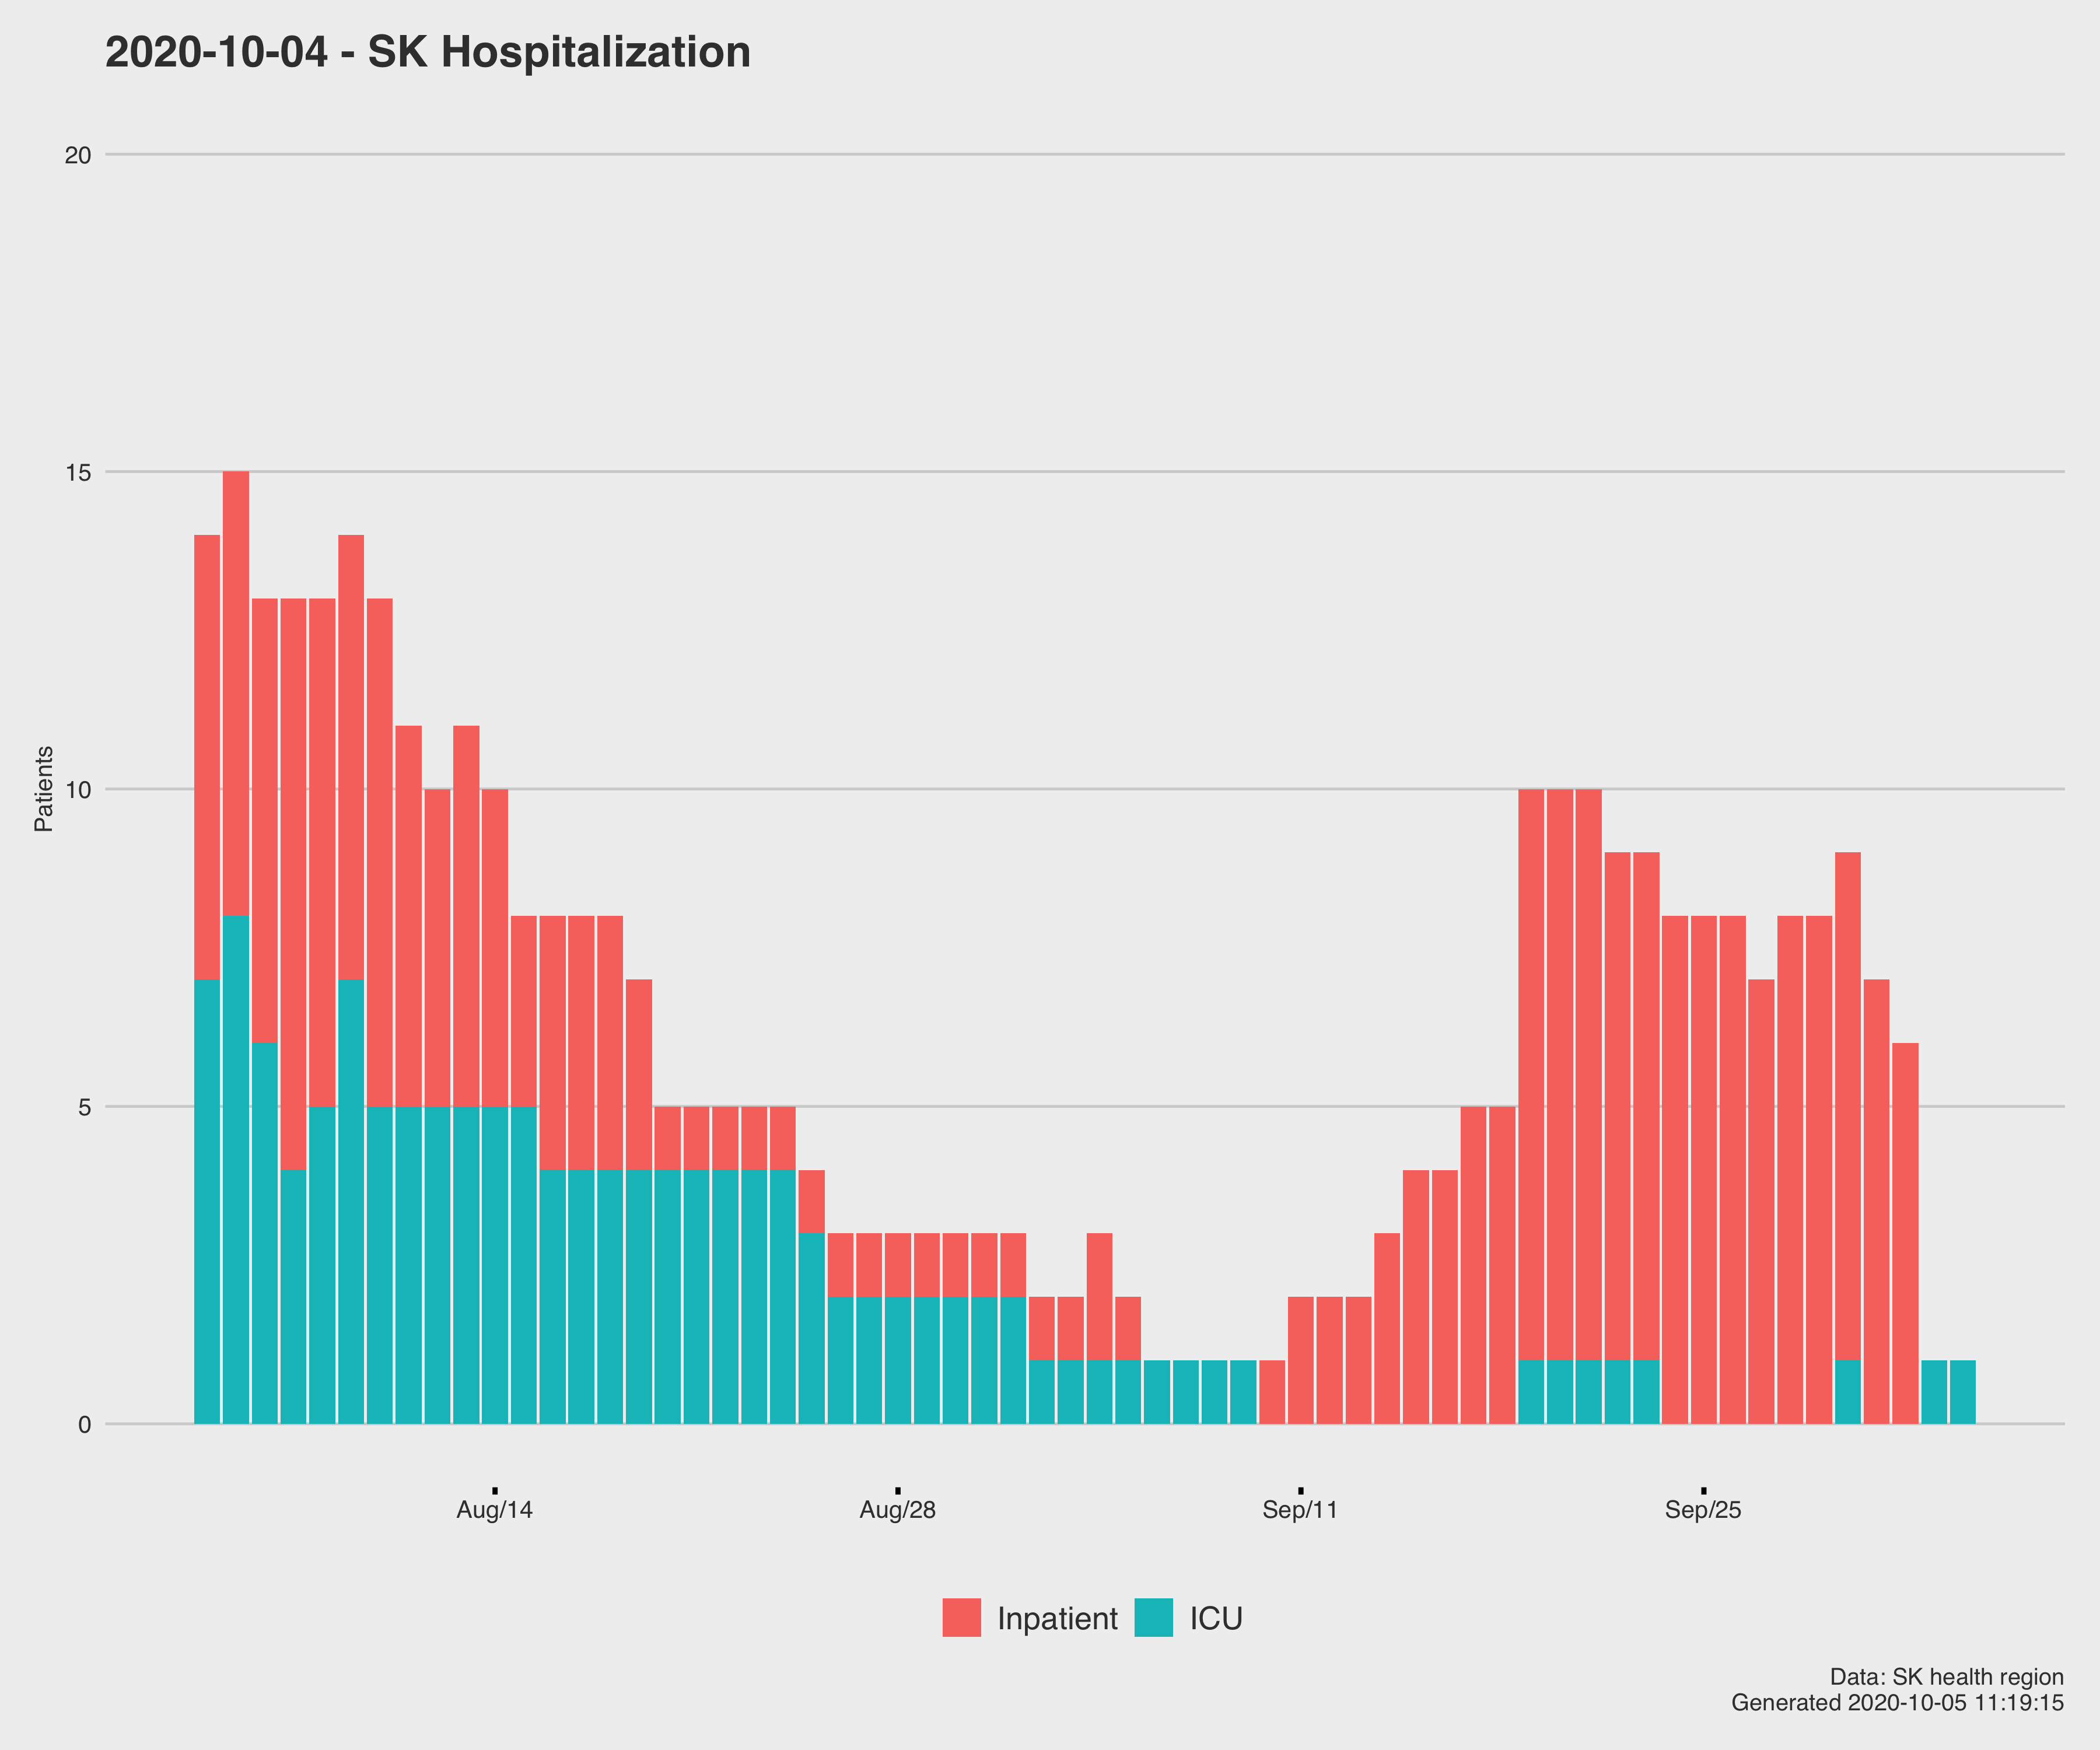 2020-10-04 - SK Hospitalization
20
15
10
5
0
Patients
Aug/14 Aug/28 Sep/11 Sep/25
Inpatient ICU
Data: SK health region
Generated 2020-10-05 11:19:15